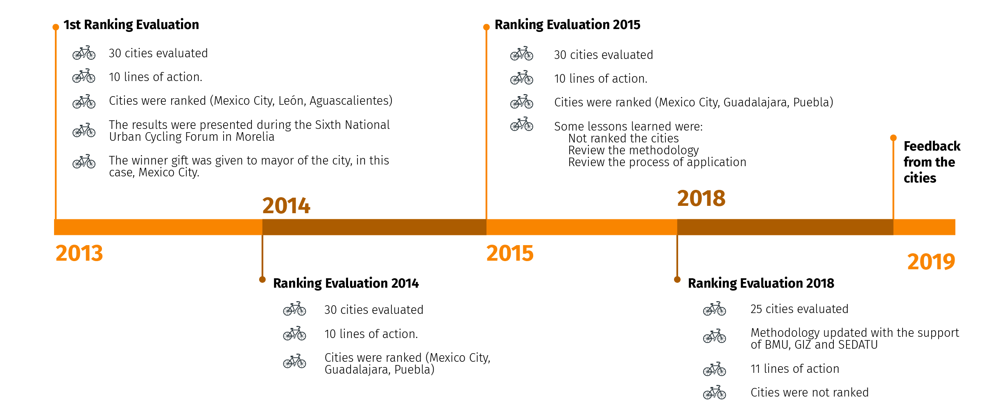 1st Ranking Evaluation
30 cities evaluated
10 lines of action.
Cities were ranked (Mexico City, León, Aguascalientes)
The results were presented during the Sixth National
Urban Cycling Forum in Morelia
The winner gift was given to mayor of the city, in this
case, Mexico City.
Ranking Evaluation 2015
30 cities evaluated
10 lines of action.
Cities were ranked (Mexico City, Guadalajara, Puebla)
Some lessons learned were:
Not ranked the cities
Review the methodology
Review the process of application
Feedback
from the
cities
2014
2018
2013
2015
2019
Ranking Evaluation 2014
30 cities evaluated
10 lines of action.
Cities were ranked (Mexico City,
Guadalajara, Puebla)
Ranking Evaluation 2018
25 cities evaluated
Methodology updated with the support
of BMU, GIZ and SEDATU
11 lines of action
Cities were not ranked